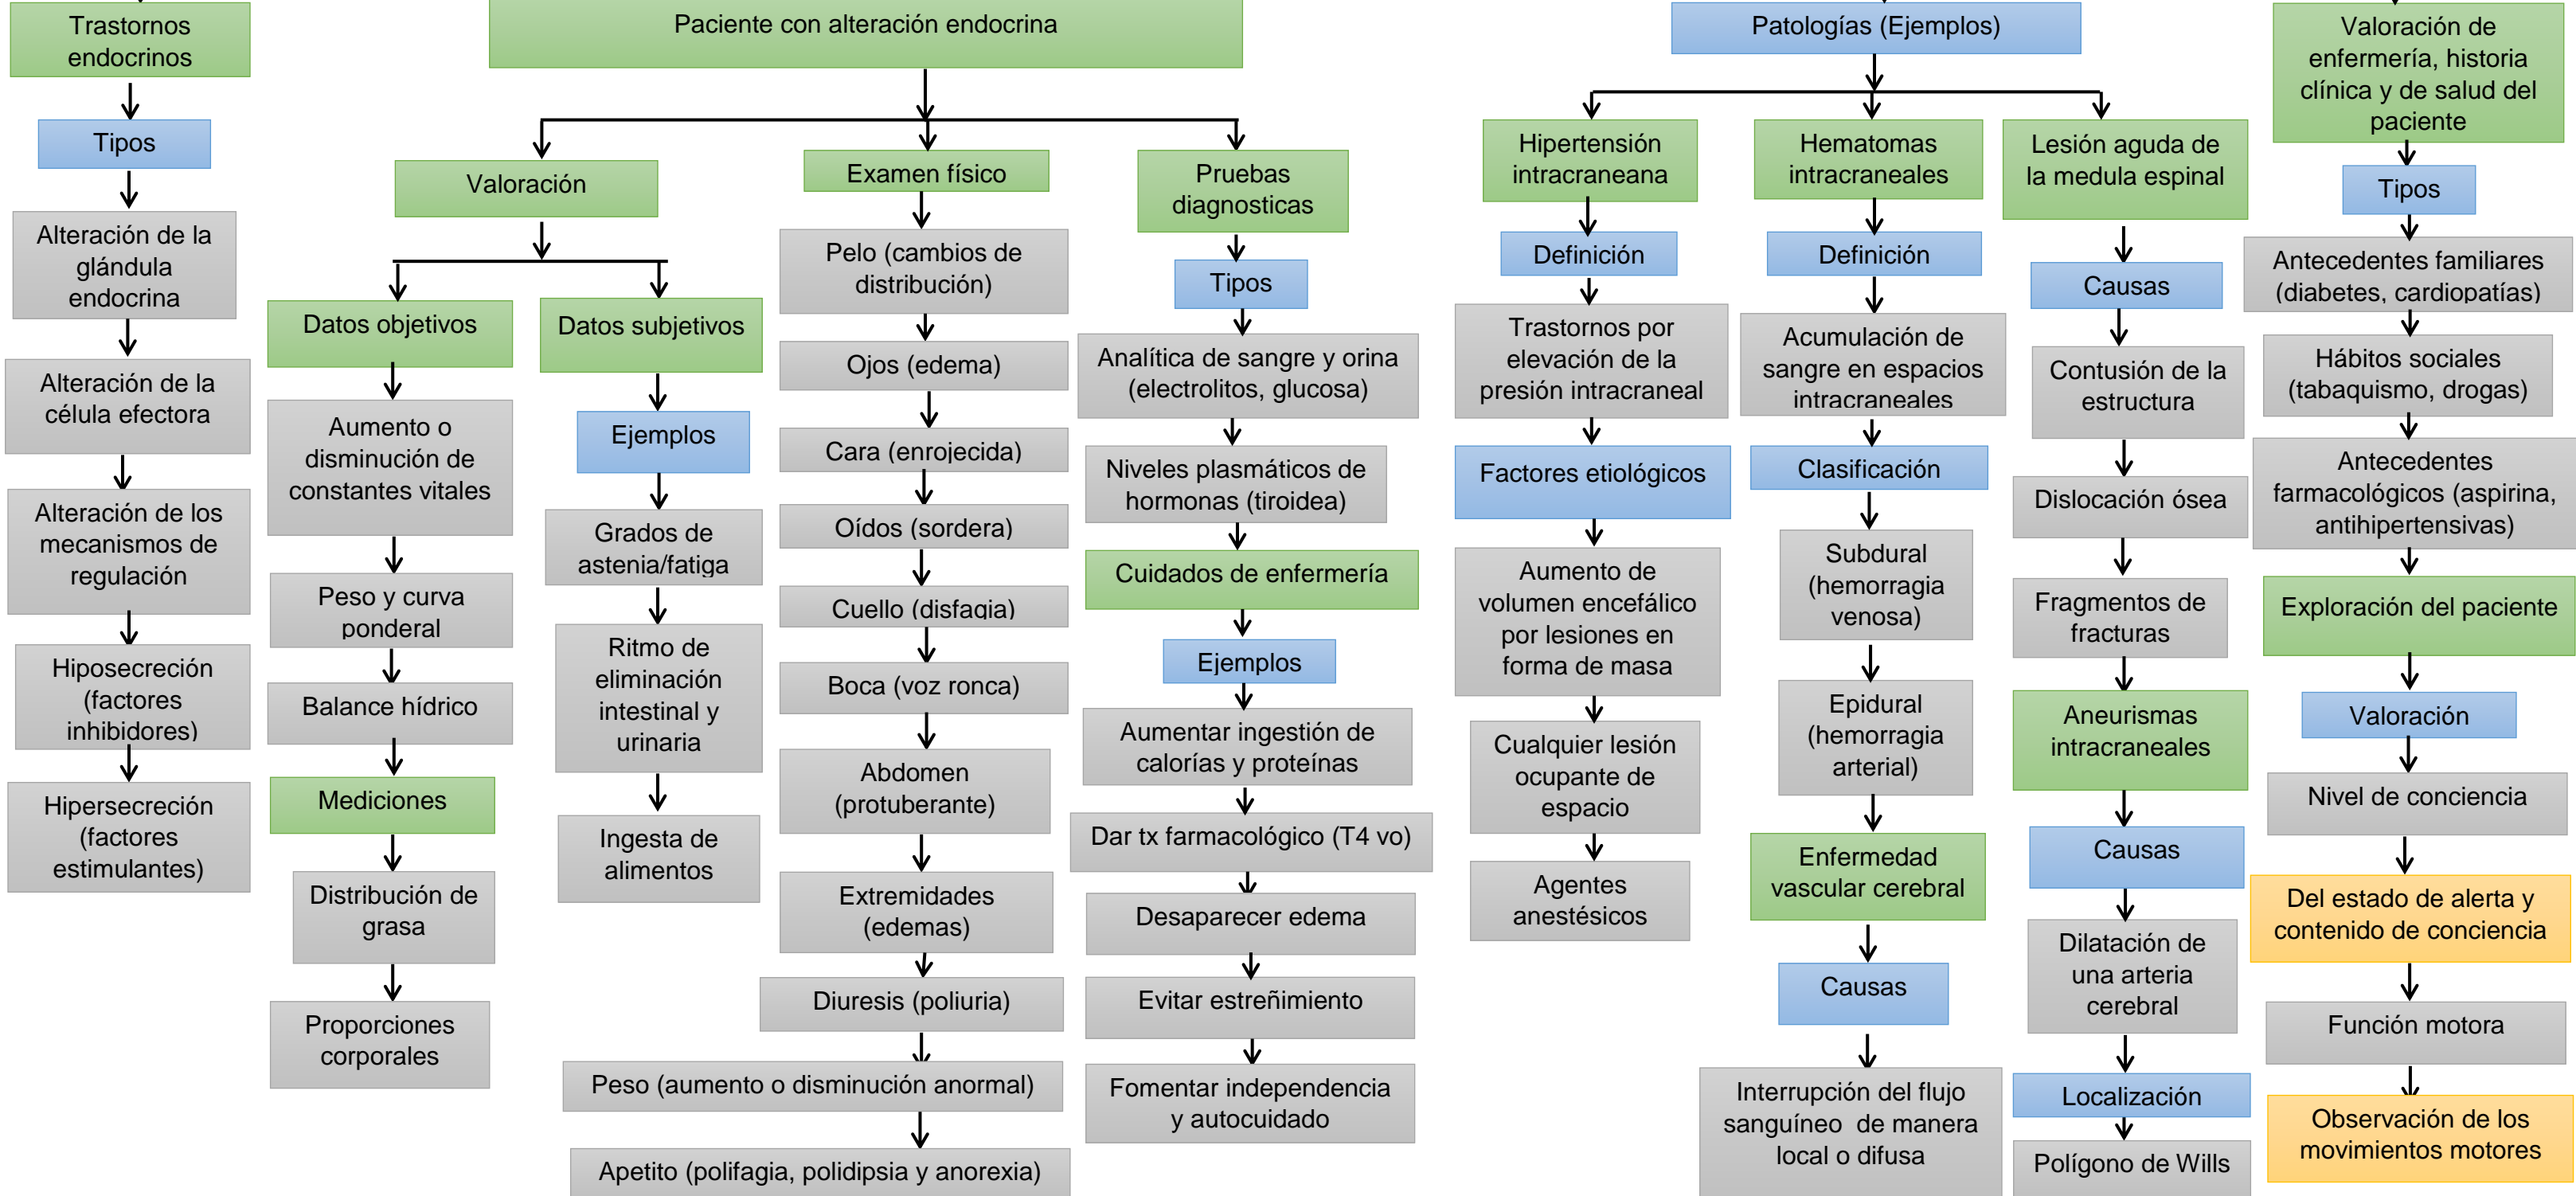 Trastornos
endocrinos
Tipos
Alteración de la
glándula
endocrina
Alteración de la
célula efectora
Alteración de los
mecanismos de
regulación
Hiposecreción
(factores
inhibidores)
Hipersecreción
(factores
estimulantes)
Paciente con alteración endocrina
Valoración
Datos objetivos
Aumento o
disminución de
constantes vitales
Peso y curva
ponderal
Balance hídrico
Mediciones
Distribución de
grasa
Proporciones
corporales
Datos subjetivos
Ejemplos
Grados de
astenia/fatiga
Ritmo de
eliminación
intestinal y
urinaria
Ingesta de
alimentos
Examen físico
Pelo (cambios de
distribución)
Ojos (edema)
Cara (enrojecida)
Oídos (sordera)
Cuello (disfagia)
Boca (voz ronca)
Abdomen
(protuberante)
Extremidades
(edemas)
Diuresis (poliuria)
Peso (aumento o disminución anormal)
Apetito (polifagia, polidipsia y anorexia)
Pruebas
diagnosticas
Tipos
Analítica de sangre y orina
(electrolitos, glucosa)
Niveles plasmáticos de
hormonas (tiroidea)
Cuidados de enfermería
Ejemplos
Aumentar ingestión de
calorías y proteínas
Dar tx farmacológico (T4 vo)
Desaparecer edema
Evitar estreñimiento
Fomentar independencia
y autocuidado
Patologías (Ejemplos)
Hipertensión
intracraneana
Definición
Trastornos por
elevación de la
presión intracraneal
Factores etiológicos
Aumento de
volumen encefálico
por lesiones en
forma de masa
Cualquier lesión
ocupante de
espacio
Agentes
anestésicos
Hematomas
intracraneales
Definición
Acumulación de
sangre en espacios
intracraneales
Clasificación
Subdural
(hemorragia
venosa)
Epidural
(hemorragia
arterial)
Enfermedad
vascular cerebral
Causas
Interrupción del flujo
sanguíneo de manera
local o difusa
Lesión aguda de
la medula espinal
Causas
Contusión de la
estructura
Dislocación ósea
Fragmentos de
fracturas
Aneurismas
intracraneales
Causas
Dilatación de
una arteria
cerebral
Localización
Polígono de Wills
Valoración de
enfermería, historia
clínica y de salud del
paciente
Tipos
Antecedentes familiares
(diabetes, cardiopatías)
Hábitos sociales
(tabaquismo, drogas)
Antecedentes
farmacológicos (aspirina,
antihipertensivas)
Exploración del paciente
Valoración
Nivel de conciencia
Del estado de alerta y
contenido de conciencia
Función motora
Observación de los
movimientos motores